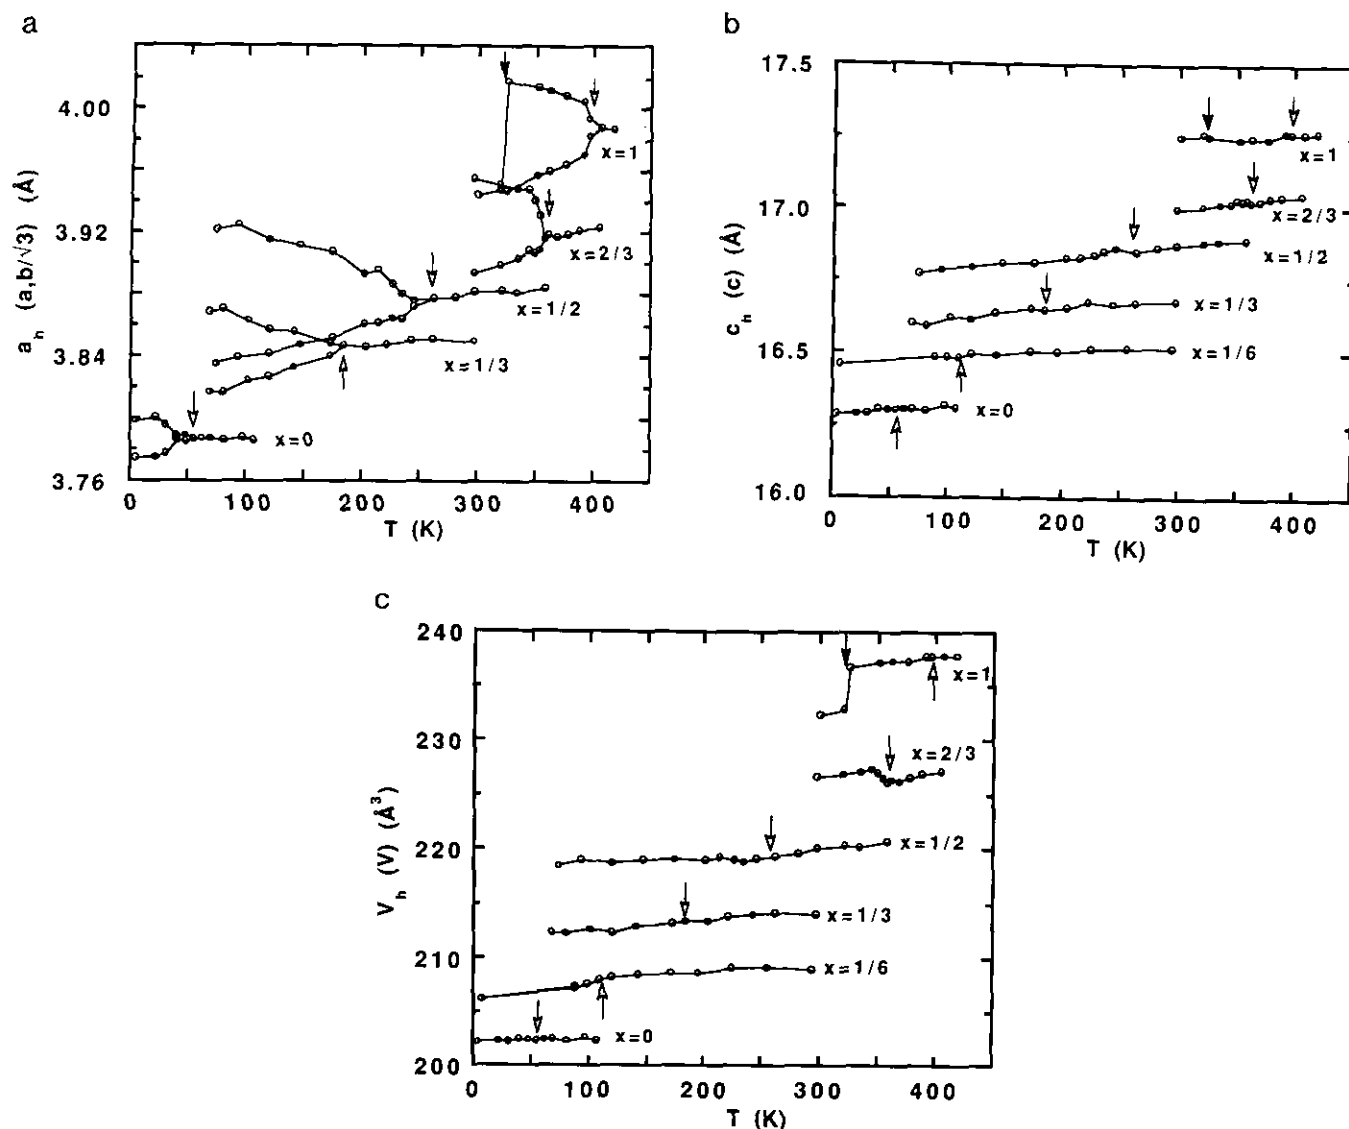 a
a_h (a,b/√3) (Å)
4.00
3.92
3.84
3.76
0
100
200
300
400
T (K)
x=1
x=2/3
x=1/2
x=1/3
x=0
b
c_h (c) (Å)
17.5
17.0
16.5
16.0
0
100
200
300
400
T (K)
x=1
x=2/3
x=1/2
x=1/3
x=1/6
x=0
c
V_h (V) (Å³)
240
230
220
210
200
0
100
200
300
400
T (K)
x=1
x=2/3
x=1/2
x=1/3
x=1/6
x=0